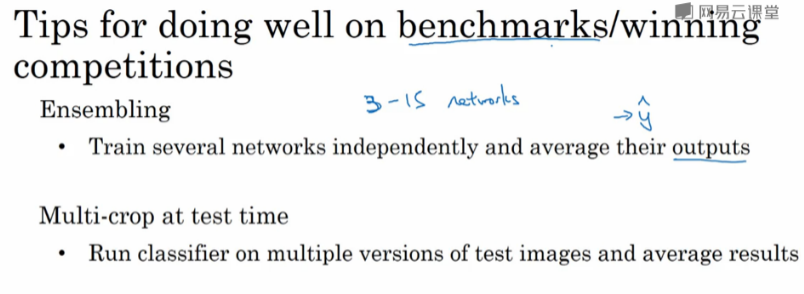 网易云课堂
Tips for doing well on benchmarks/winning
competitions
Ensembling 3-15 networks
→ ŷ
• Train several networks independently and average their outputs
Multi-crop at test time
• Run classifier on multiple versions of test images and average results